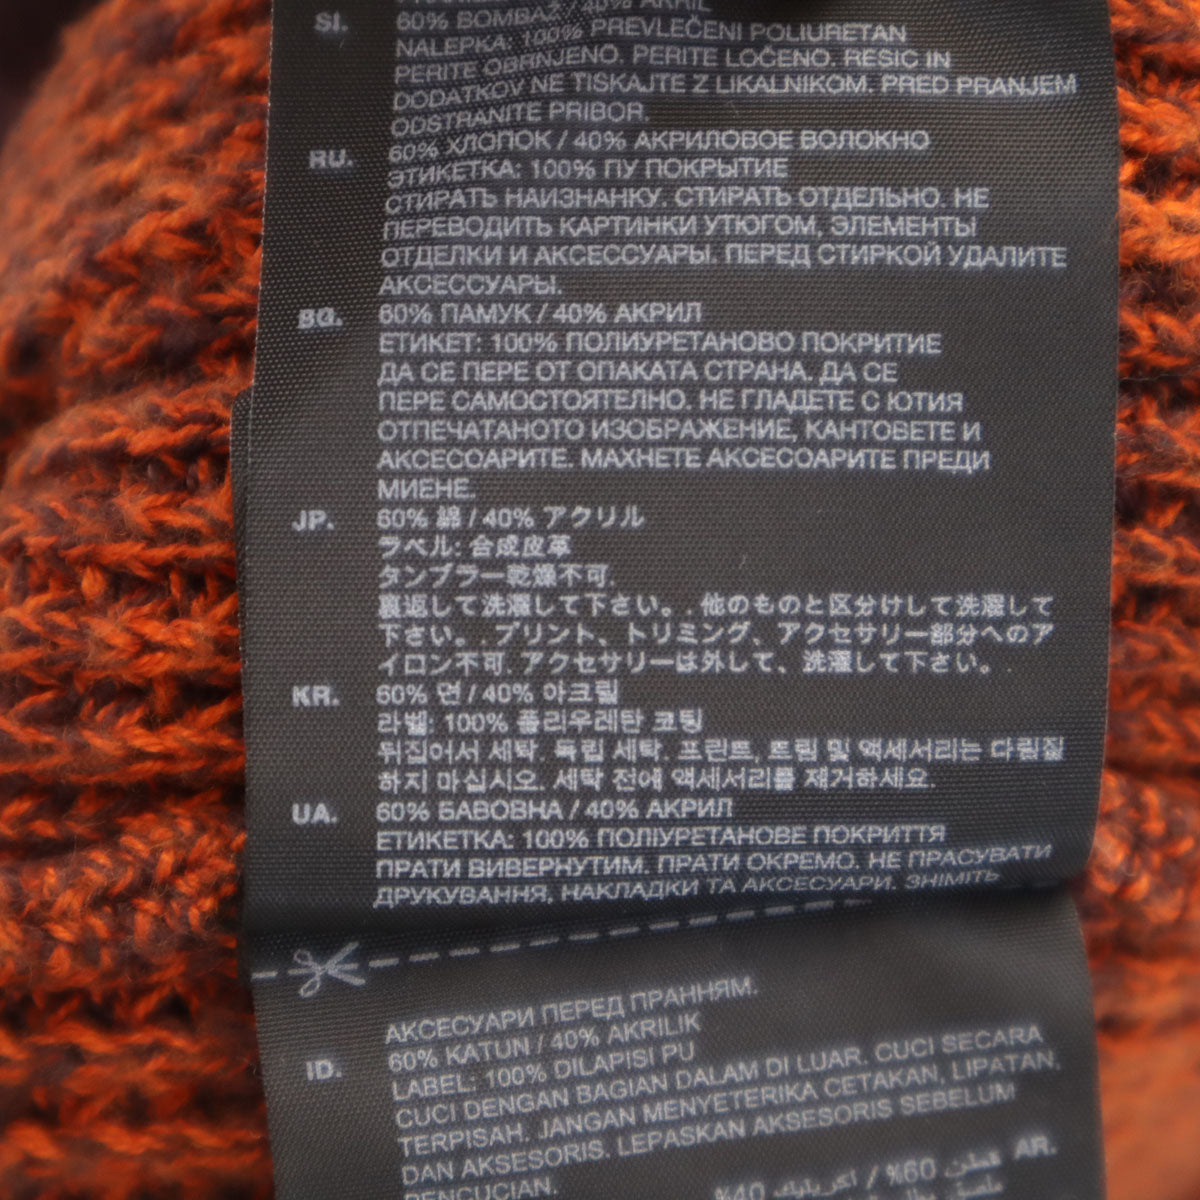 SI. 60% BOMBAŽ / 40% AKRIL
NALEPKA: 100% PREVLEČENI POLIURETAN
PERITE OBRNJENO. PERITE LOČENO. RESIC IN
DODATKOV NE TISKAJTE Z LIKALNIKOM. PRED PRANJEM
ODSTRANITE PRIBOR.
RU. 60% ХЛОПОК / 40% АКРИЛОВОЕ ВОЛОКНО
ЭТИКЕТКА: 100% ПУ ПОКРЫТИЕ
СТИРАТЬ НАИЗНАНКУ. СТИРАТЬ ОТДЕЛЬНО. НЕ
ПЕРЕВОДИТЬ КАРТИНКИ УТЮГОМ, ЭЛЕМЕНТЫ
ОТДЕЛКИ И АКСЕССУАРЫ. ПЕРЕД СТИРКОЙ УДАЛИТЕ
АКСЕССУАРЫ.
BG. 60% ПАМУК / 40% АКРИЛ
ЕТИКЕТ: 100% ПОЛИУРЕТАНОВО ПОКРИТИЕ
ДА СЕ ПЕРЕ ОТ ОПАКАТА СТРАНА. ДА СЕ
ПЕРЕ САМОСТОЯТЕЛНО. НЕ ГЛАДЕТЕ С ЮТИЯ
ОТПЕЧАТАНОТО ИЗОБРАЖЕНИЕ, КАНТОВЕТЕ И
АКСЕСОАРИТЕ. МАХНЕТЕ АКСЕСОАРИТЕ ПРЕДИ
МИЕНЕ.
JP. 60% 綿 / 40% アクリル
ラベル: 合成皮革
タンブラー乾燥不可.
裏返して洗濯して下さい。. 他のものと区分けして洗濯して
下さい。. プリント、トリミング、アクセサリー部分へのア
イロン不可. アクセサリーは外して、洗濯して下さい。.
KR. 60% 면 / 40% 아크릴
라벨: 100% 폴리우레탄 코팅
뒤집어서 세탁. 독립 세탁. 프린트, 트림 및 액세서리는 다림질
하지 마십시오. 세탁 전에 액세서리를 제거하세요.
UA. 60% БАВОВНА / 40% АКРИЛ
ЕТИКЕТКА: 100% ПОЛІУРЕТАНОВЕ ПОКРИТТЯ
ПРАТИ ВИВЕРНУТИМ. ПРАТИ ОКРЕМО. НЕ ПРАСУВАТИ
ДРУКУВАННЯ, НАКЛАДКИ ТА АКСЕСУАРИ. ЗНІМІТЬ
АКСЕСУАРИ ПЕРЕД ПРАННЯМ.
ID. 60% KATUN / 40% AKRILIK
LABEL: 100% DILAPISI PU
CUCI DENGAN BAGIAN DALAM DI LUAR. CUCI SECARA
TERPISAH. JANGAN MENYETERIKA CETAKAN, LIPATAN,
DAN AKSESORIS. LEPASKAN AKSESORIS SEBELUM
PENCUCIAN.
AR. قطن 60% / اكريليك 40%